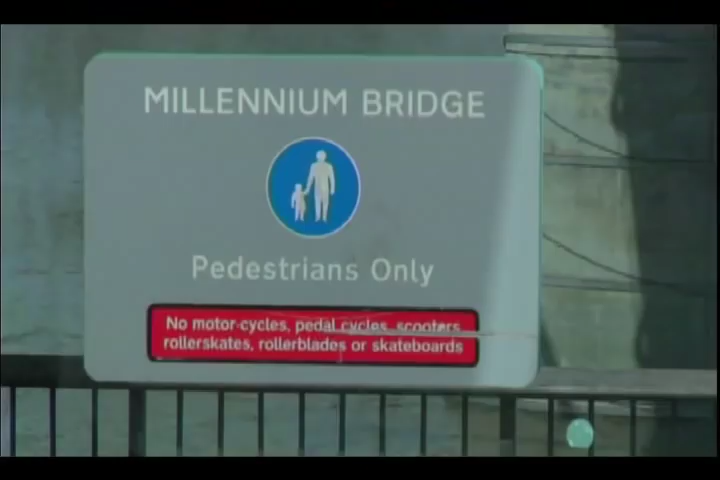 MILLENNIUM BRIDGE
Pedestrians Only
No motor-cycles, pedal cycles, scooters,
rollerskates, rollerblades or skateboards